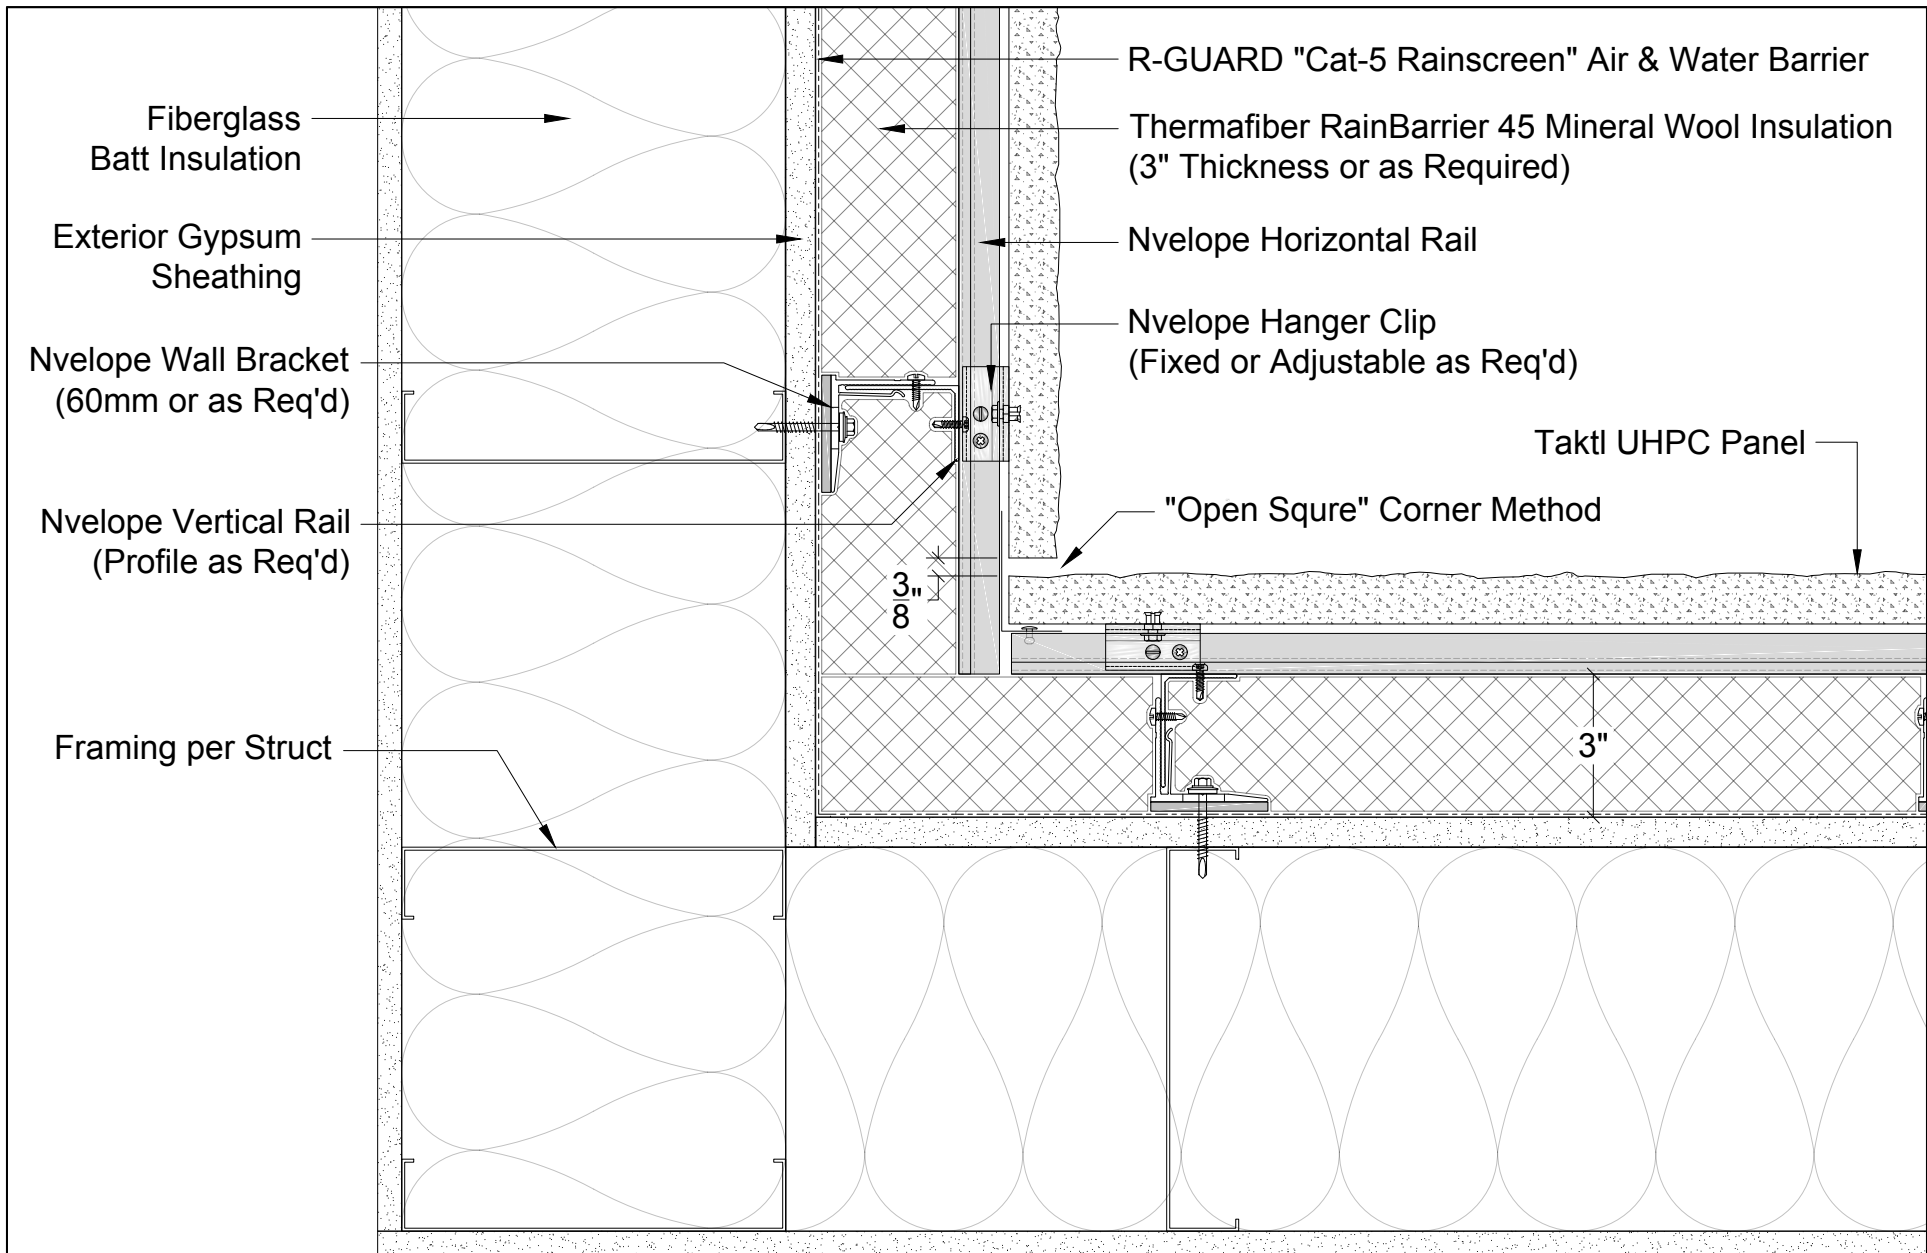 R-GUARD "Cat-5 Rainscreen" Air & Water Barrier
Fiberglass
Batt Insulation
Thermafiber RainBarrier 45 Mineral Wool Insulation
(3" Thickness or as Required)
Exterior Gypsum
Sheathing
Nvelope Horizontal Rail
Nvelope Hanger Clip
(Fixed or Adjustable as Req'd)
Nvelope Wall Bracket
(60mm or as Req'd)
Taktl UHPC Panel
"Open Squre" Corner Method
Nvelope Vertical Rail
(Profile as Req'd)
3/8"
Framing per Struct
3"